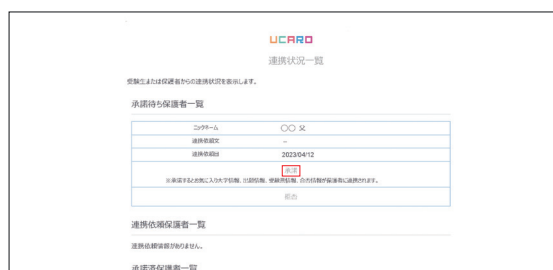 UCARO
連携状況一覧
受験生または保護者からの連携状況を表示します。
承諾待ち保護者一覧
ニックネーム ○○ 父
連携依頼文 -
連携依頼日 2023/04/12
承諾
※承諾するとお気に入り大学情報、出願情報、受験票情報、合否情報が保護者に連携されます。
拒否
連携依頼保護者一覧
連携依頼情報がありません。
承諾済保護者一覧